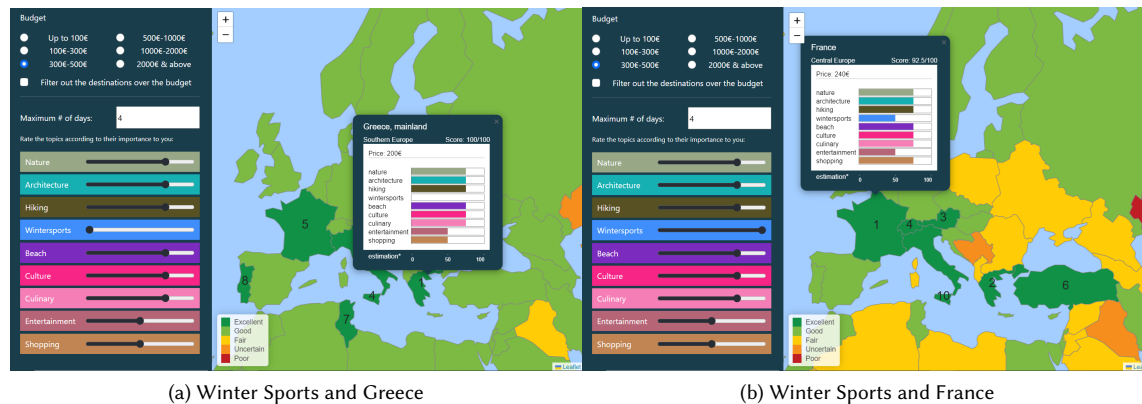 Budget
Up to 100€
500€-1000€
100€-300€
1000€-2000€
300€-500€
2000€ & above
Filter out the destinations over the budget
Maximum # of days:
4
Rate the topics according to their importance to you:
Nature
Architecture
Hiking
Wintersports
Beach
Culture
Culinary
Entertainment
Shopping
+
−
×
Greece, mainland
Southern Europe Score: 100/100
Price: 200€
nature
architecture
hiking
wintersports
beach
culture
culinary
entertainment
shopping
estimation* 0 50 100
5
8
4
1
7
Excellent
Good
Fair
Uncertain
Poor
Leaflet
(a) Winter Sports and Greece
Budget
Up to 100€
500€-1000€
100€-300€
1000€-2000€
300€-500€
2000€ & above
Filter out the destinations over the budget
Maximum # of days:
4
Rate the topics according to their importance to you:
Nature
Architecture
Hiking
Wintersports
Beach
Culture
Culinary
Entertainment
Shopping
+
−
×
France
Central Europe Score: 92.5/100
Price: 240€
nature
architecture
hiking
wintersports
beach
culture
culinary
entertainment
shopping
estimation* 0 50 100
1
4
3
2
6
10
Excellent
Good
Fair
Uncertain
Poor
Leaflet
(b) Winter Sports and France